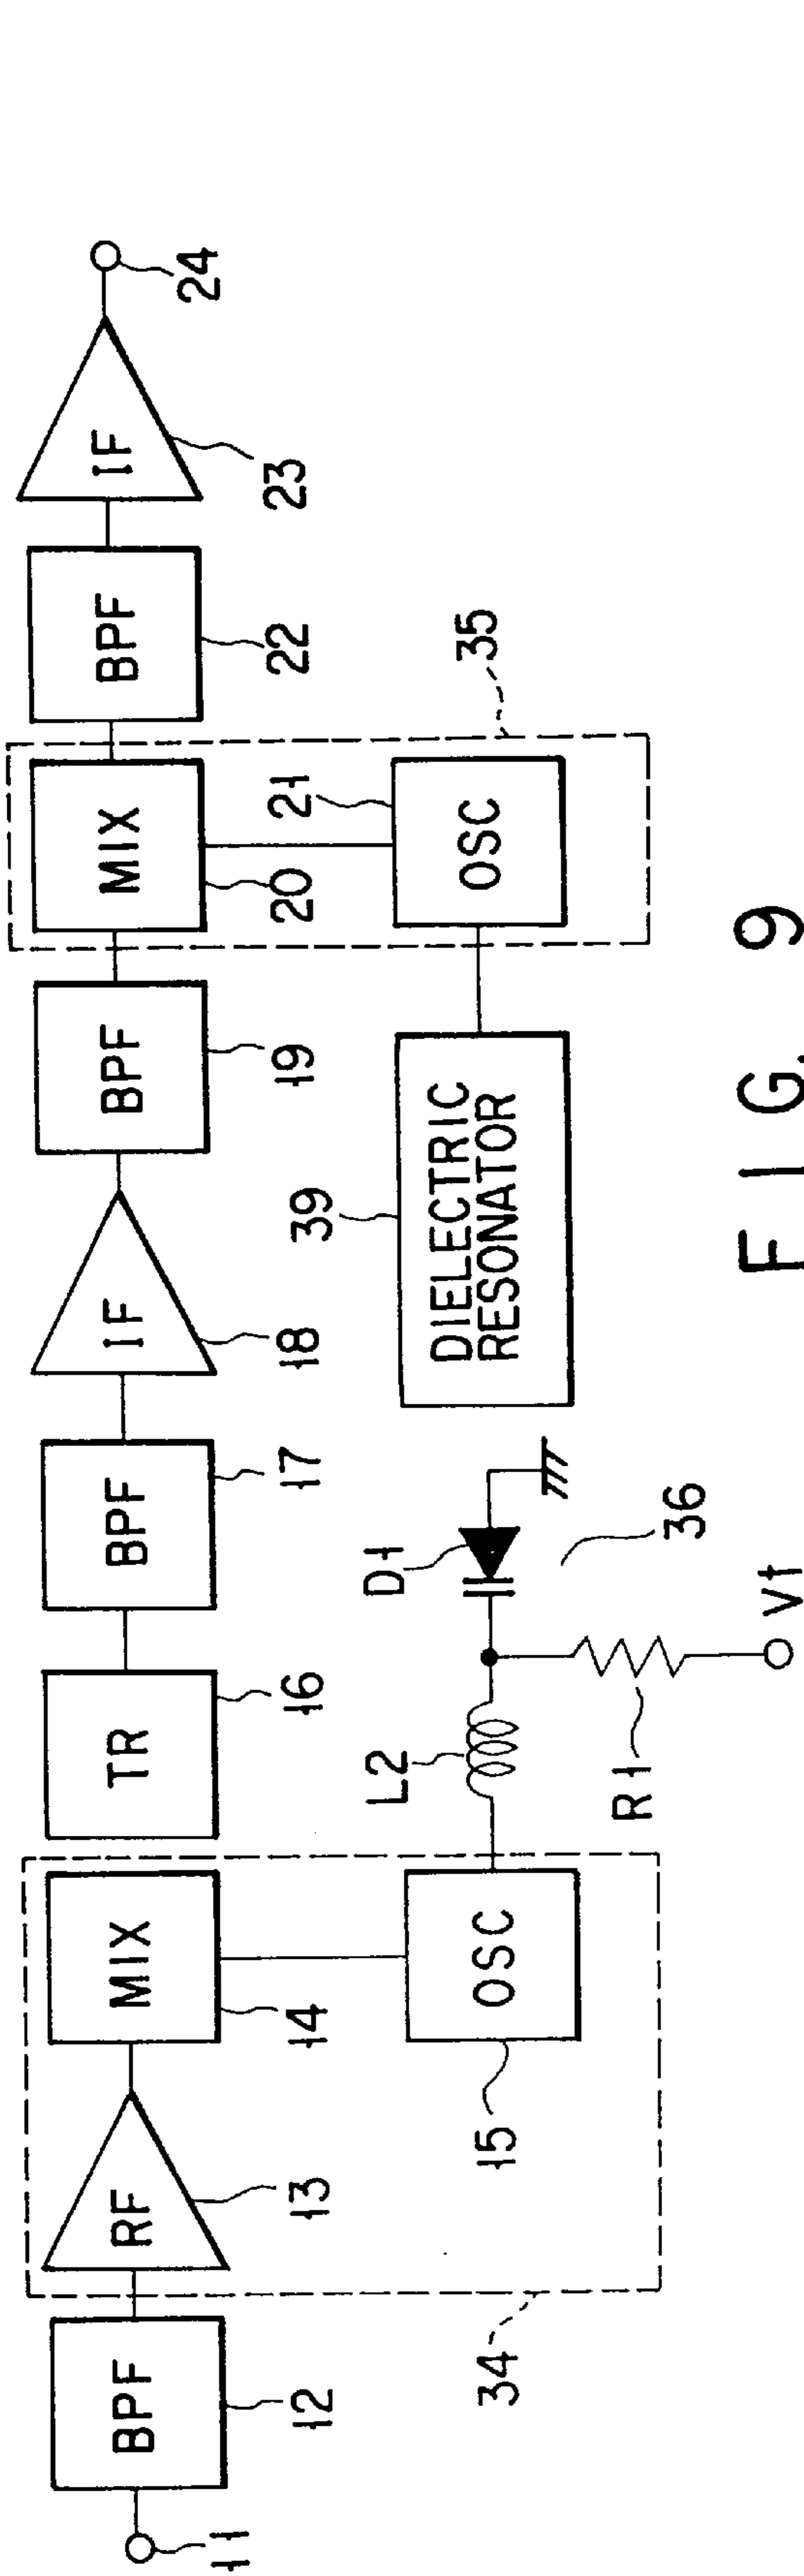 11
BPF
12
RF
13
MIX
14
OSC
15
34
TR
16
BPF
17
IF
18
BPF
19
MIX
20
OSC
21
35
BPF
22
IF
23
24
L2
D1
R1
Vt
36
DIELECTRIC
RESONATOR
39
FIG. 9